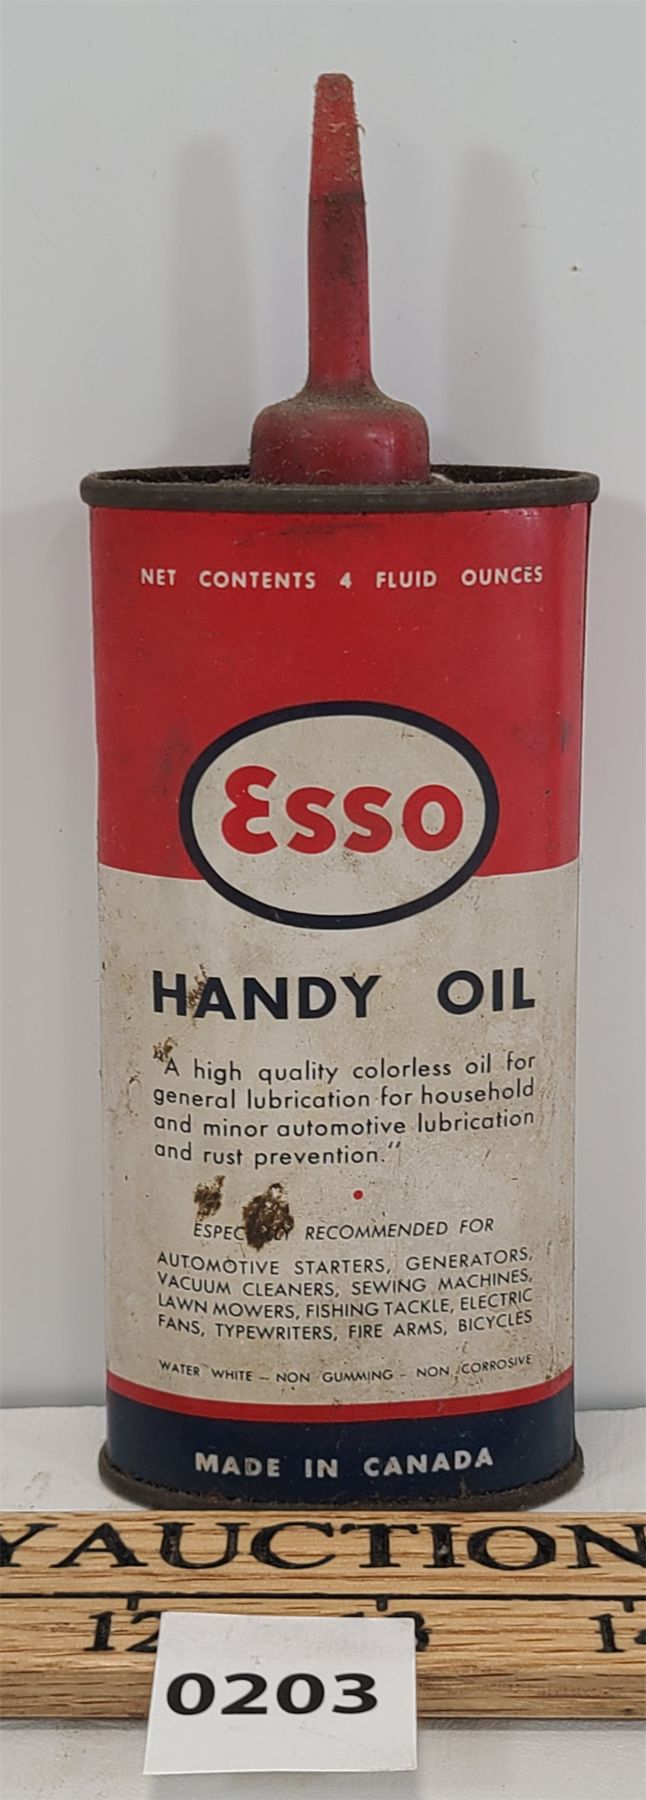 NET CONTENTS 4 FLUID OUNCES
Esso
HANDY OIL
"A high quality colorless oil for
general lubrication for household
and minor automotive lubrication
and rust prevention."
ESPECIALLY RECOMMENDED FOR
AUTOMOTIVE STARTERS, GENERATORS,
VACUUM CLEANERS, SEWING MACHINES,
LAWN MOWERS, FISHING TACKLE, ELECTRIC
FANS, TYPEWRITERS, FIRE ARMS, BICYCLES
WATER WHITE – NON GUMMING – NON CORROSIVE
MADE IN CANADA
Y AUCTION
12 13 14
0203